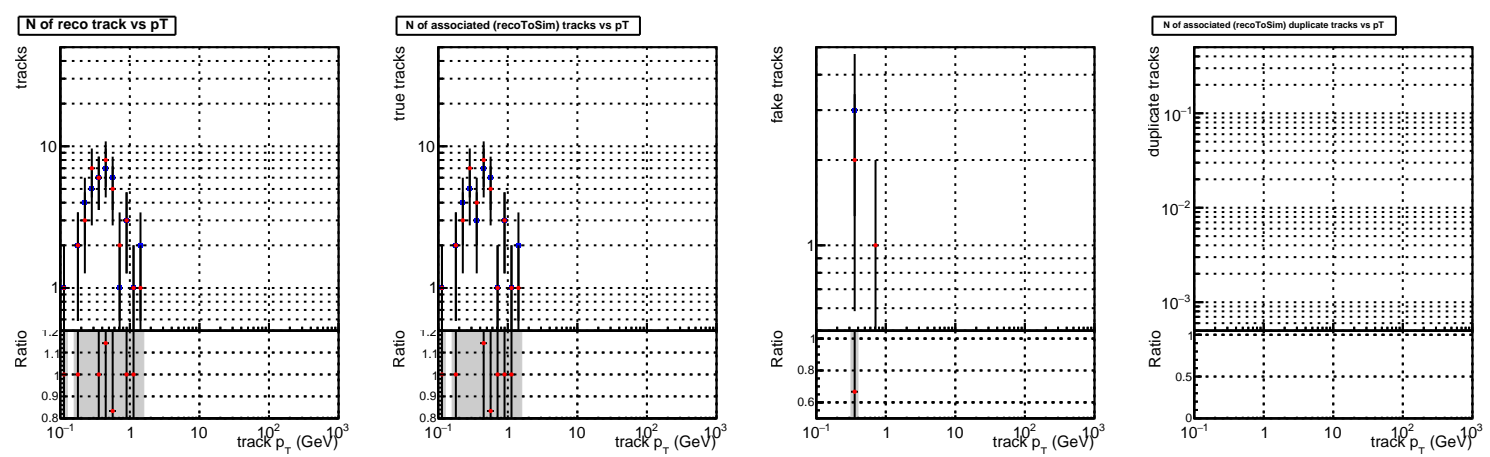 N of reco track vs pT
tracks
10
1
Ratio
1.2
1.1
1
0.9
0.8
10⁻¹ 1 10 10² 10³
track p_T (GeV)
N of associated (recoToSim) tracks vs pT
true tracks
10
1
Ratio
1.2
1.1
1
0.9
0.8
10⁻¹ 1 10 10² 10³
track p_T (GeV)
fake tracks
1
Ratio
1
0.8
0.6
10⁻¹ 1 10 10² 10³
track p_T (GeV)
N of associated (recoToSim) duplicate tracks vs pT
duplicate tracks
10⁻¹
10⁻²
10⁻³
Ratio
1
0.5
0
10⁻¹ 1 10 10² 10³
track p_T (GeV)